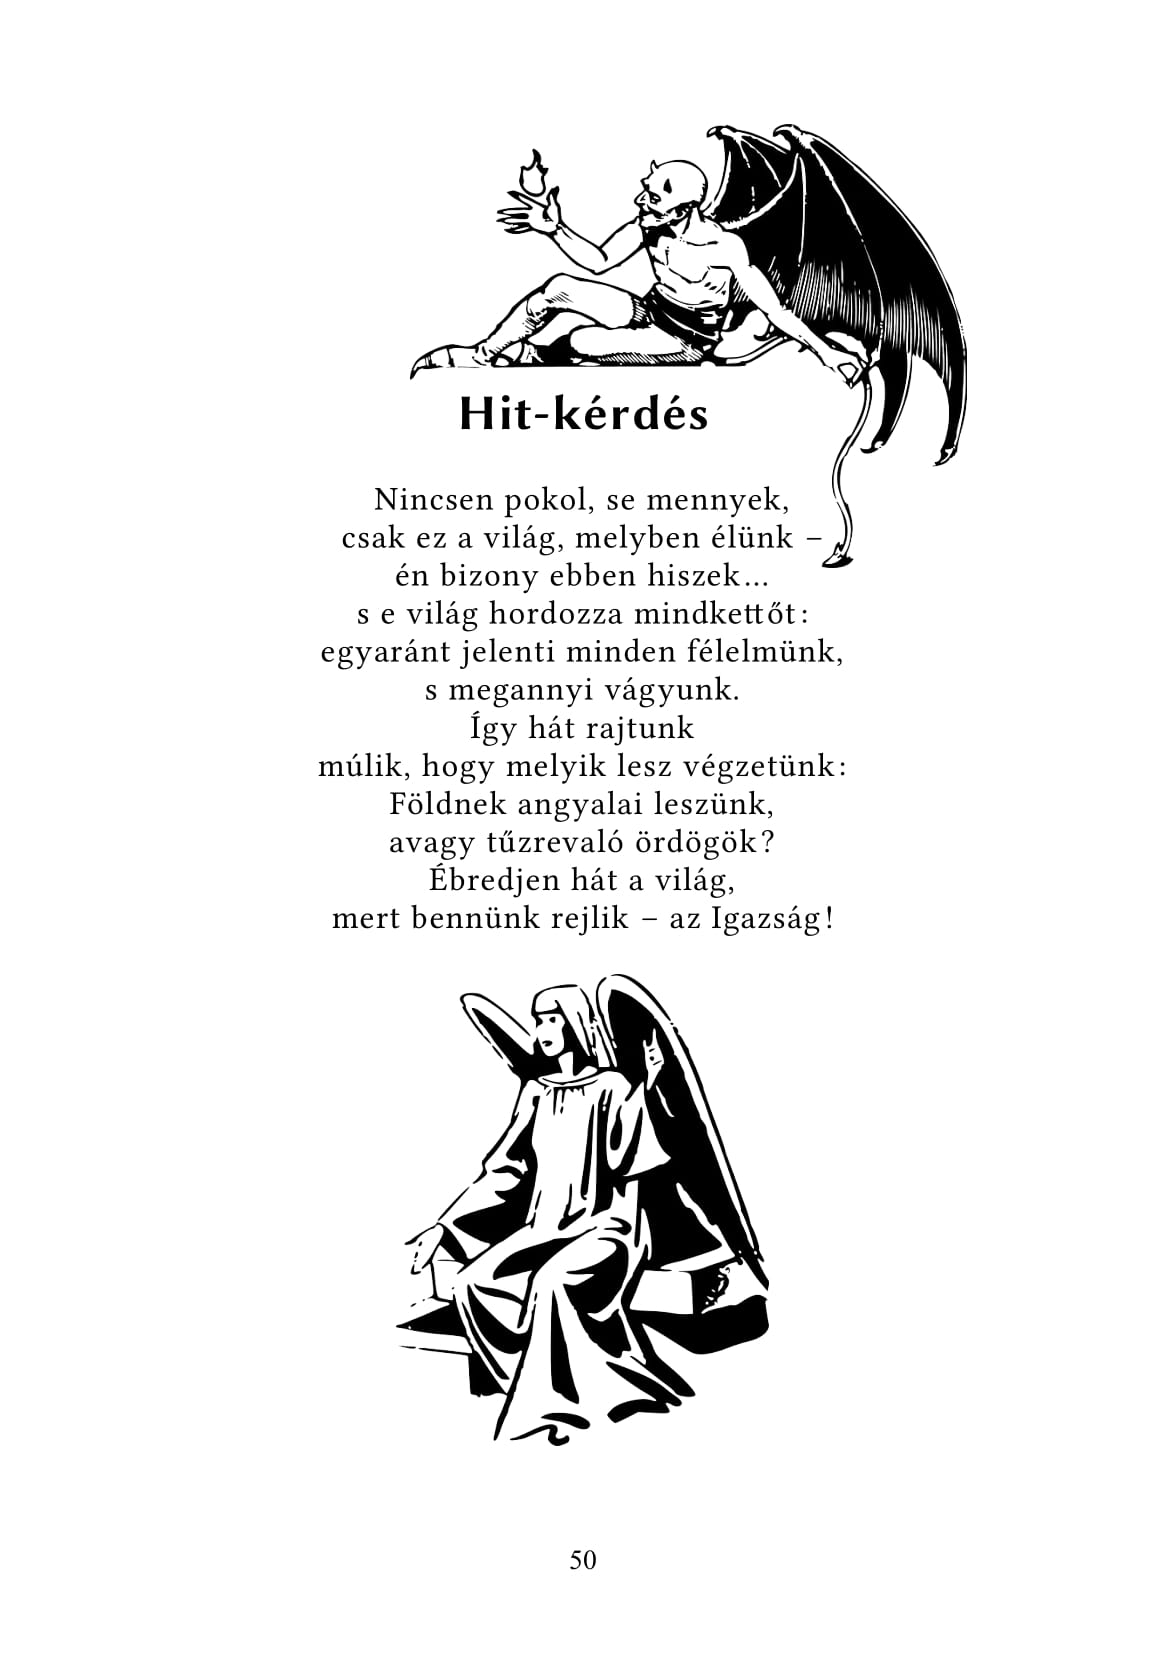 Hit-kérdés
Nincsen pokol, se mennyek,
csak ez a világ, melyben élünk –
én bizony ebben hiszek…
s e világ hordozza mindkettőt:
egyaránt jelenti minden félelmünk,
s megannyi vágyunk.
Így hát rajtunk
múlik, hogy melyik lesz végzetünk:
Földnek angyalai leszünk,
avagy tűzrevaló ördögök?
Ébredjen hát a világ,
mert bennünk rejlik – az Igazság!
50